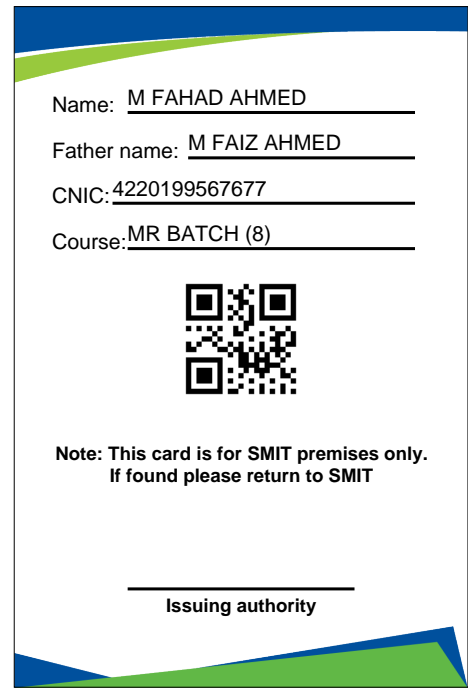 Name: M FAHAD AHMED
Father name: M FAIZ AHMED
CNIC: 4220199567677
Course: MR BATCH (8)
Note: This card is for SMIT premises only.
If found please return to SMIT
Issuing authority